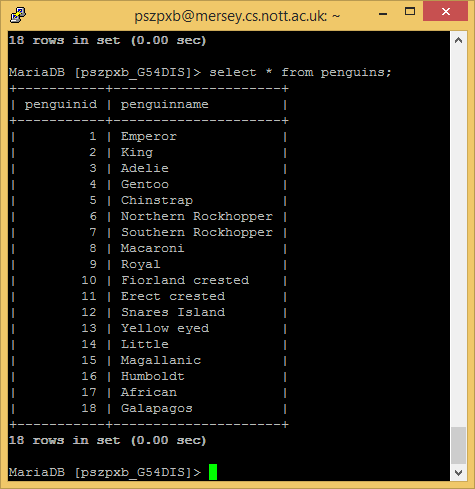 pszpxb@mersey.cs.nott.ac.uk: ~
18 rows in set (0.00 sec)
MariaDB [pszpxb_G54DIS]> select * from penguins;
+-----------+---------------------+
| penguinid | penguinname         |
+-----------+---------------------+
|         1 | Emperor             |
|         2 | King                |
|         3 | Adelie              |
|         4 | Gentoo              |
|         5 | Chinstrap           |
|         6 | Northern Rockhopper |
|         7 | Southern Rockhopper |
|         8 | Macaroni            |
|         9 | Royal               |
|        10 | Fiorland crested    |
|        11 | Erect crested       |
|        12 | Snares Island       |
|        13 | Yellow eyed         |
|        14 | Little              |
|        15 | Magallanic          |
|        16 | Humboldt            |
|        17 | African             |
|        18 | Galapagos           |
+-----------+---------------------+
18 rows in set (0.00 sec)
MariaDB [pszpxb_G54DIS]>